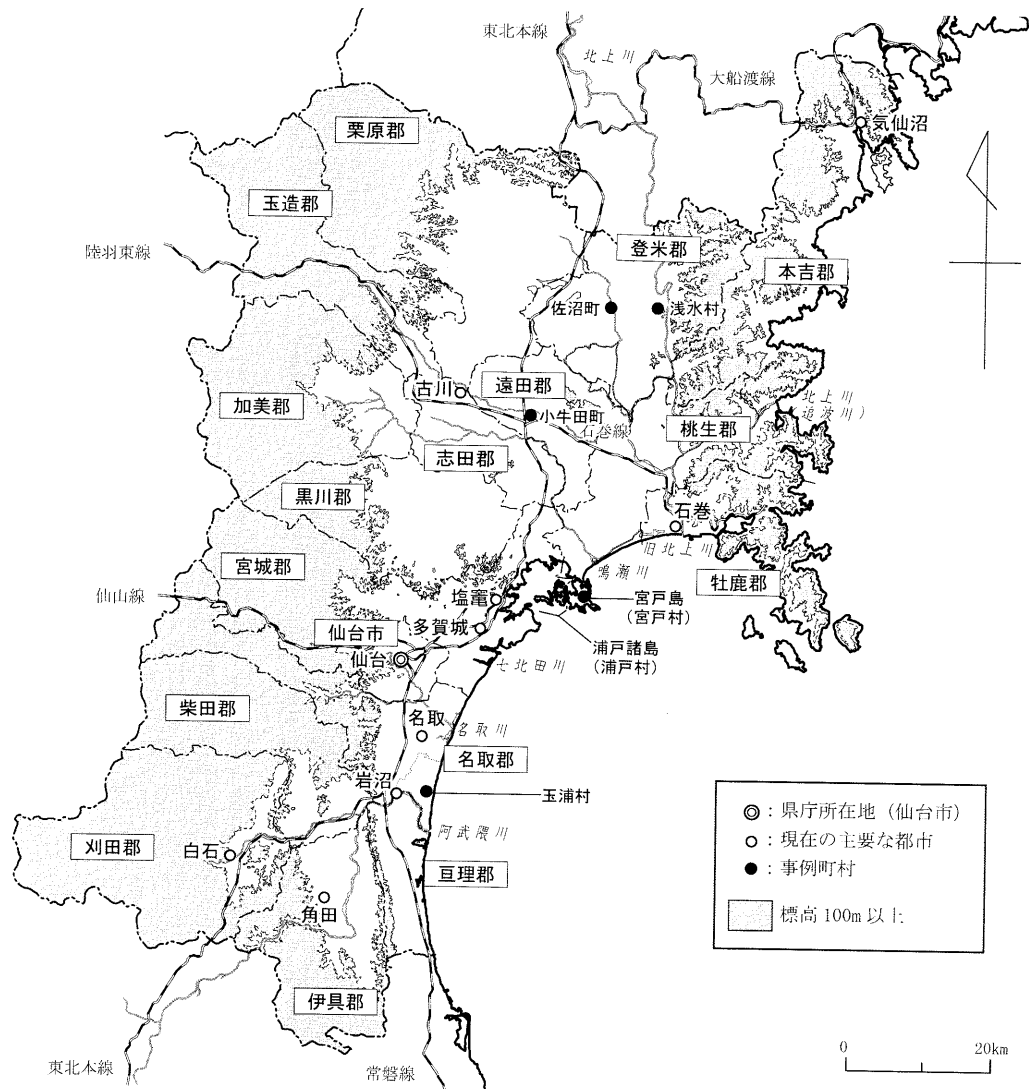 東北本線
北上川
大船渡線
気仙沼
栗原郡
玉造郡
陸羽東線
登米郡
本吉郡
佐沼町
浅水村
古川
遠田郡
加美郡
小牛田町
石巻線
北上川
(追波川)
桃生郡
志田郡
黒川郡
石巻
旧北上川
宮城郡
鳴瀬川
牡鹿郡
塩竈
宮戸島
(宮戸村)
仙山線
仙台市
多賀城
浦戸諸島
(浦戸村)
仙台
七北田川
柴田郡
名取
名取川
名取郡
岩沼
玉浦村
阿武隈川
刈田郡
白石
亘理郡
角田
伊具郡
東北本線
常磐線
◎:県庁所在地(仙台市)
○:現在の主要な都市
●:事例町村
標高100m以上
0
20km